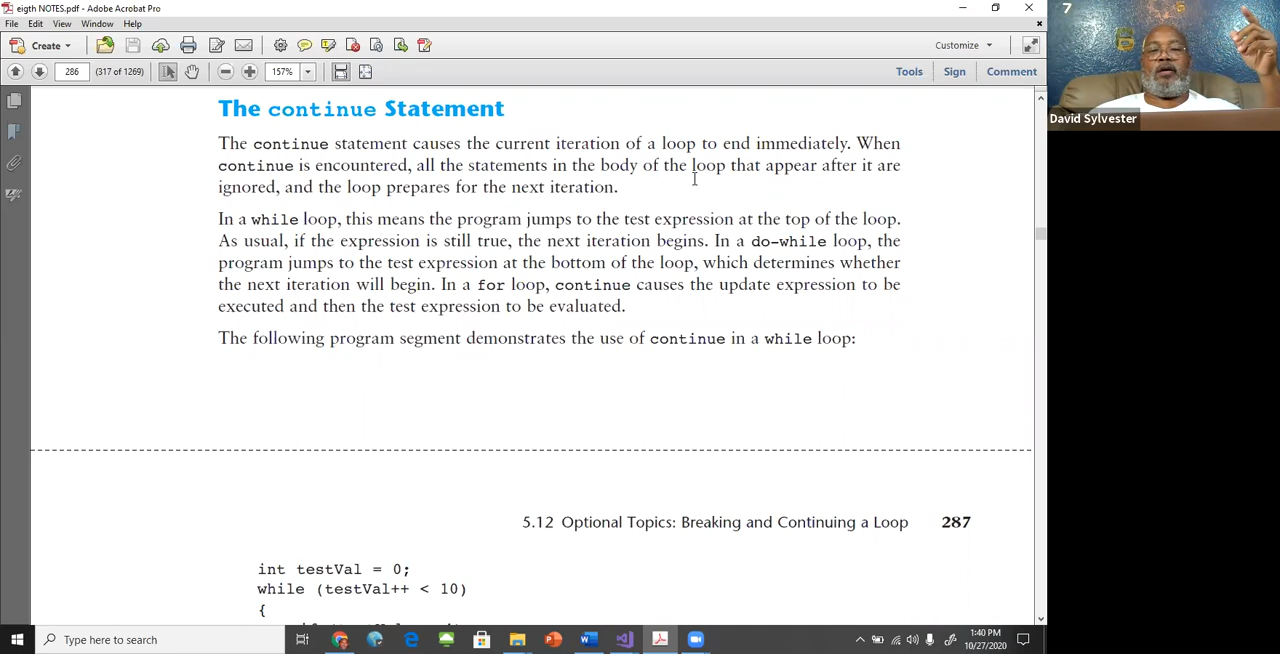 eigth NOTES.pdf - Adobe Acrobat Pro
File Edit View Window Help
Create
Customize
286 (317 of 1269)
157%
Tools Sign Comment
The continue Statement
The continue statement causes the current iteration of a loop to end immediately. When
continue is encountered, all the statements in the body of the loop that appear after it are
ignored, and the loop prepares for the next iteration.
In a while loop, this means the program jumps to the test expression at the top of the loop.
As usual, if the expression is still true, the next iteration begins. In a do-while loop, the
program jumps to the test expression at the bottom of the loop, which determines whether
the next iteration will begin. In a for loop, continue causes the update expression to be
executed and then the test expression to be evaluated.
The following program segment demonstrates the use of continue in a while loop:
5.12 Optional Topics: Breaking and Continuing a Loop 287
int testVal = 0;
while (testVal++ < 10)
{
7
6
David Sylvester
Type here to search
1:40 PM
10/27/2020